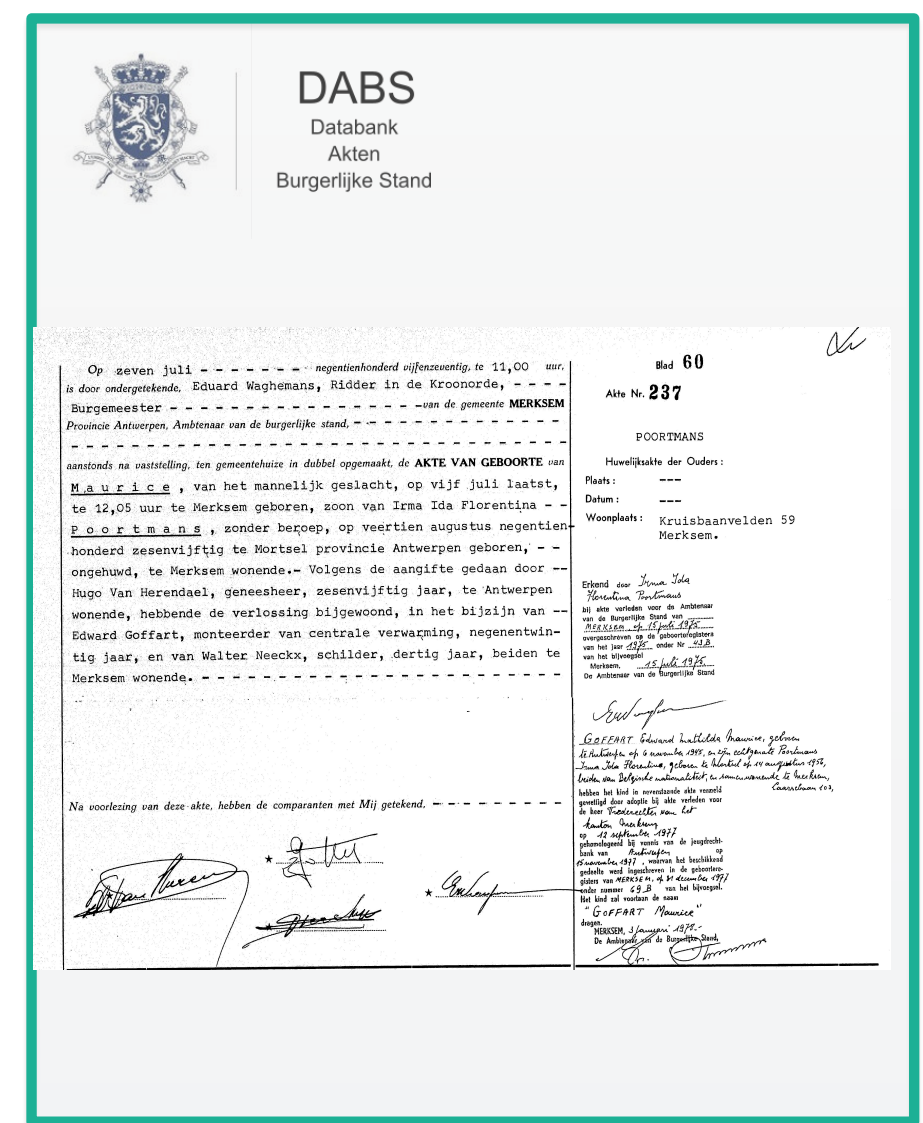 DABS
Databank
Akten
Burgerlijke Stand
Op zeven juli - - - - - - - negentienhonderd vijfenzeventig, te 11,00 uur,
is door ondergetekende, Eduard Waghemans, Ridder in de Kroonorde, - - - -
Burgemeester - - - - - - - - - - - - - - - - - van de gemeente MERKSEM
Provincie Antwerpen, Ambtenaar van de burgerlijke stand, - - - - - - - - - - - - -
- - - - - - - - - - - - - - - - - - - - - - - - - - - - - - - - -
aanstonds na vaststelling, ten gemeentehuize in dubbel opgemaakt, de AKTE VAN GEBOORTE van
M a u r i c e , van het mannelijk geslacht, op vijf juli laatst,
te 12,05 uur te Merksem geboren, zoon van Irma Ida Florentina - -
P o o r t m a n s , zonder beroep, op veertien augustus negentien-
honderd zesenvijftig te Mortsel provincie Antwerpen geboren, - -
ongehuwd, te Merksem wonende.- Volgens de aangifte gedaan door --
Hugo Van Herendael, geneesheer, zesenvijftig jaar, te Antwerpen
wonende, hebbende de verlossing bijgewoond, in het bijzijn van --
Edward Goffart, monteerder van centrale verwarming, negenentwin-
tig jaar, en van Walter Neeckx, schilder, dertig jaar, beiden te
Merksem wonende. - - - - - - - - - - - - - - - - - - - - - - - -
Na voorlezing van deze akte, hebben de comparanten met Mij getekend, - - - - - - - - - -
Blad 60
Akte Nr. 237
POORTMANS
Huwelijksakte der Ouders :
Plaats : ---
Datum : ---
Woonplaats : Kruisbaanvelden 59
Merksem.
Erkend door Irma Ida
Florentina Poortmans
bij akte verleden voor de Ambtenaar
van de Burgerlijke Stand van
MERKSEM op 15 juli 1975
overgeschreven op de geboorteregisters
van het jaar 1975 onder Nr 43B
van het bijvoegsel
Merksem, 15 juli 1975
De Ambtenaar van de Burgerlijke Stand
GOFFART Edward Mathilda Maurice, geboren
te Antwerpen op 6 november 1945, en zijn echtgenote Poortmans
Irma Ida Florentina, geboren te Mortsel op 14 augustus 1956,
beiden van Belgische nationaliteit, en samenwonende te Merksem,
103,
hebben het kind in nevenstaande akte vermeld
gewettigd door adoptie bij akte verleden voor
de heer Vrederechter van het
kanton Merksem
op 12 september 1977
gehomologeerd bij vonnis van de jeugdrecht-
bank van Antwerpen op
15 november 1977 , waarvan het beschikkend
gedeelte werd ingeschreven in de geboortere-
gisters van MERKSEM, op 21 december 1977
onder nummer 69 B van het bijvoegsel.
Het kind zal voortaan de naam
"GOFFART Maurice"
dragen.
MERKSEM, 3 januari
De Ambtenaar van de Burgerlijke Stand,